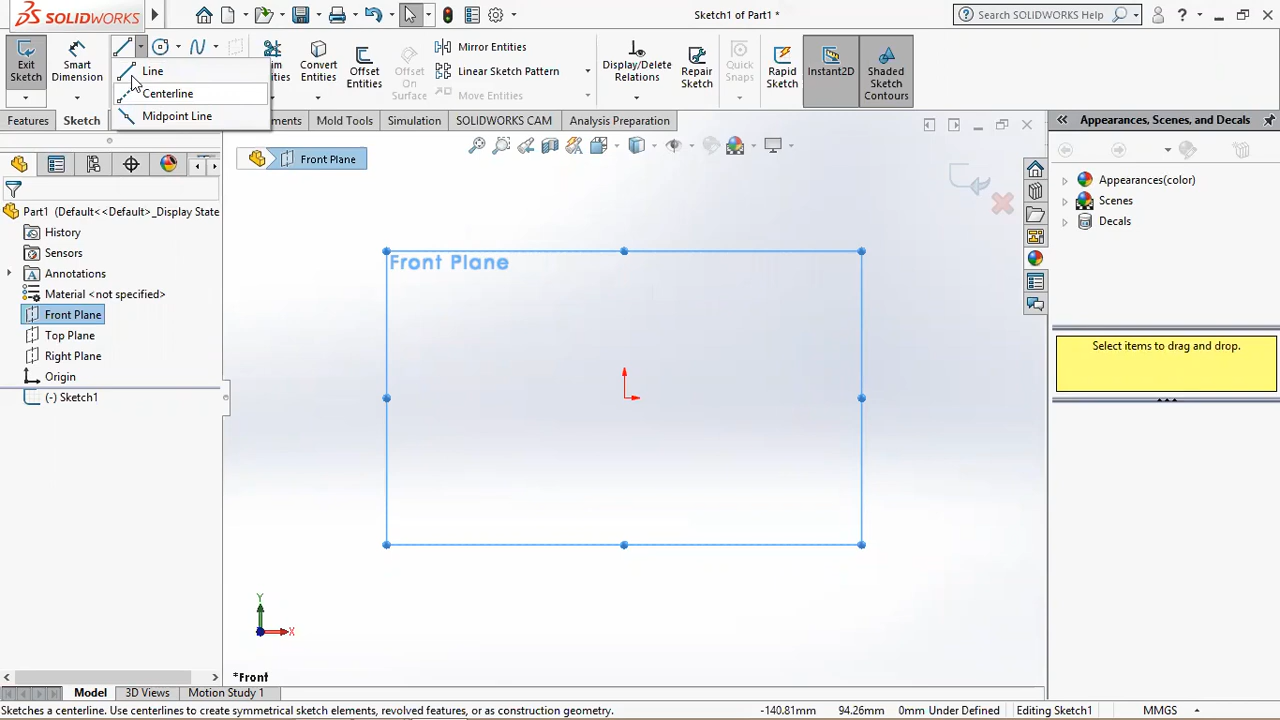 SOLIDWORKS
Sketch1 of Part1 *
Search SOLIDWORKS Help
?
Exit Sketch
Smart Dimension
Line
Centerline
Midpoint Line
Convert Entities
Offset Entities
Offset On Surface
Mirror Entities
Linear Sketch Pattern
Move Entities
Display/Delete Relations
Repair Sketch
Quick Snaps
Rapid Sketch
Instant2D
Shaded Sketch Contours
Features
Sketch
Mold Tools
Simulation
SOLIDWORKS CAM
Analysis Preparation
Appearances, Scenes, and Decals
Front Plane
Part1 (Default<<Default>_Display State
History
Sensors
Annotations
Material <not specified>
Front Plane
Top Plane
Right Plane
Origin
(-) Sketch1
Front Plane
Appearances(color)
Scenes
Decals
Select items to drag and drop.
Y
X
*Front
Model
3D Views
Motion Study 1
Sketches a centerline. Use centerlines to create symmetrical sketch elements, revolved features, or as construction geometry.
-140.81mm
94.26mm
0mm
Under Defined
Editing Sketch1
MMGS